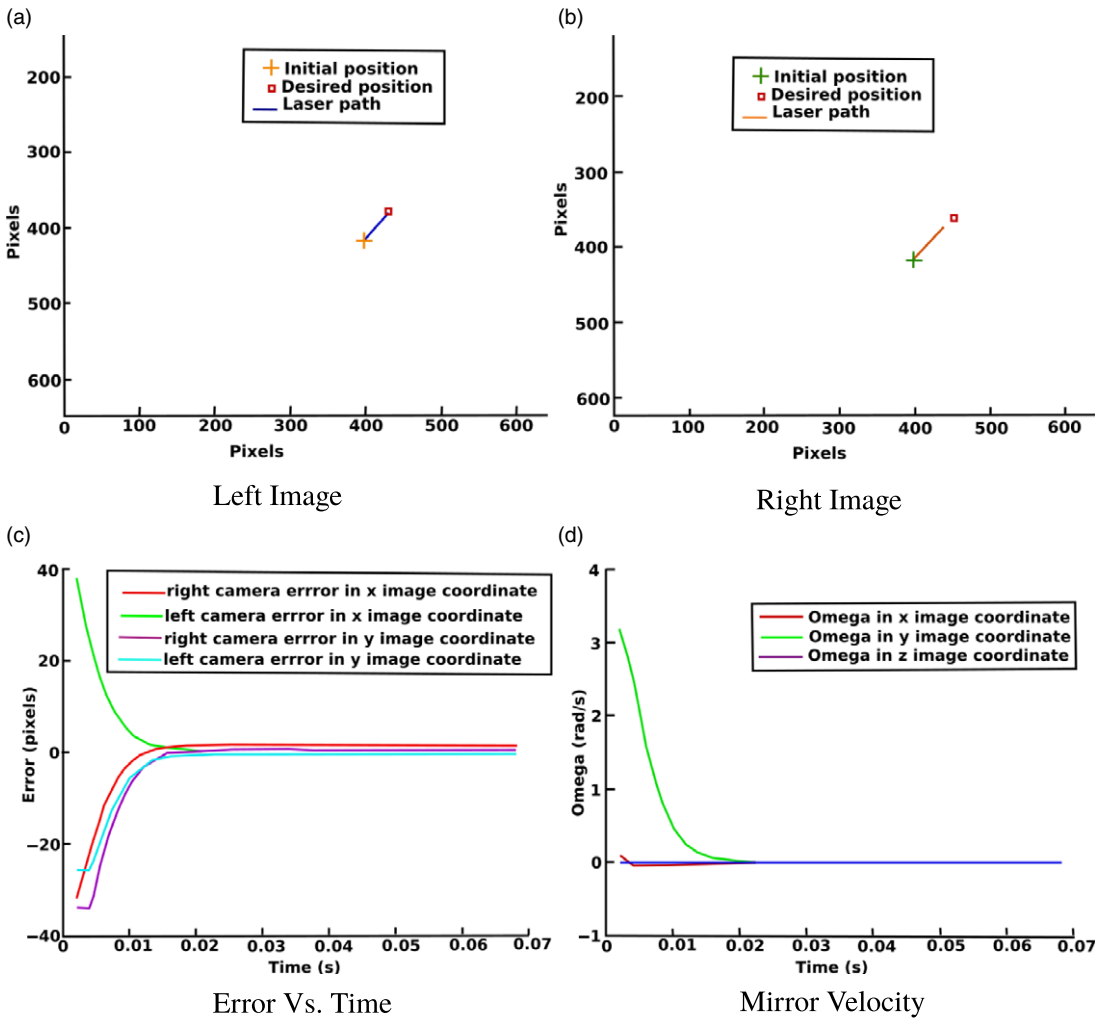 (a)
Initial position
Desired position
Laser path
200
300
400
500
600
0 100 200 300 400 500 600
Pixels
Pixels
Left Image
(b)
Initial position
Desired position
Laser path
200
300
400
500
600
0 100 200 300 400 500 600
Pixels
Pixels
Right Image
(c)
right camera errror in x image coordinate
left camera errror in x image coordinate
right camera errror in y image coordinate
left camera errror in y image coordinate
40
20
0
−20
−40
0 0.01 0.02 0.03 0.04 0.05 0.06 0.07
Error (pixels)
Time (s)
Error Vs. Time
(d)
Omega in x image coordinate
Omega in y image coordinate
Omega in z image coordinate
4
3
2
1
0
−1
0 0.01 0.02 0.03 0.04 0.05 0.06 0.07
Omega (rad/s)
Time (s)
Mirror Velocity